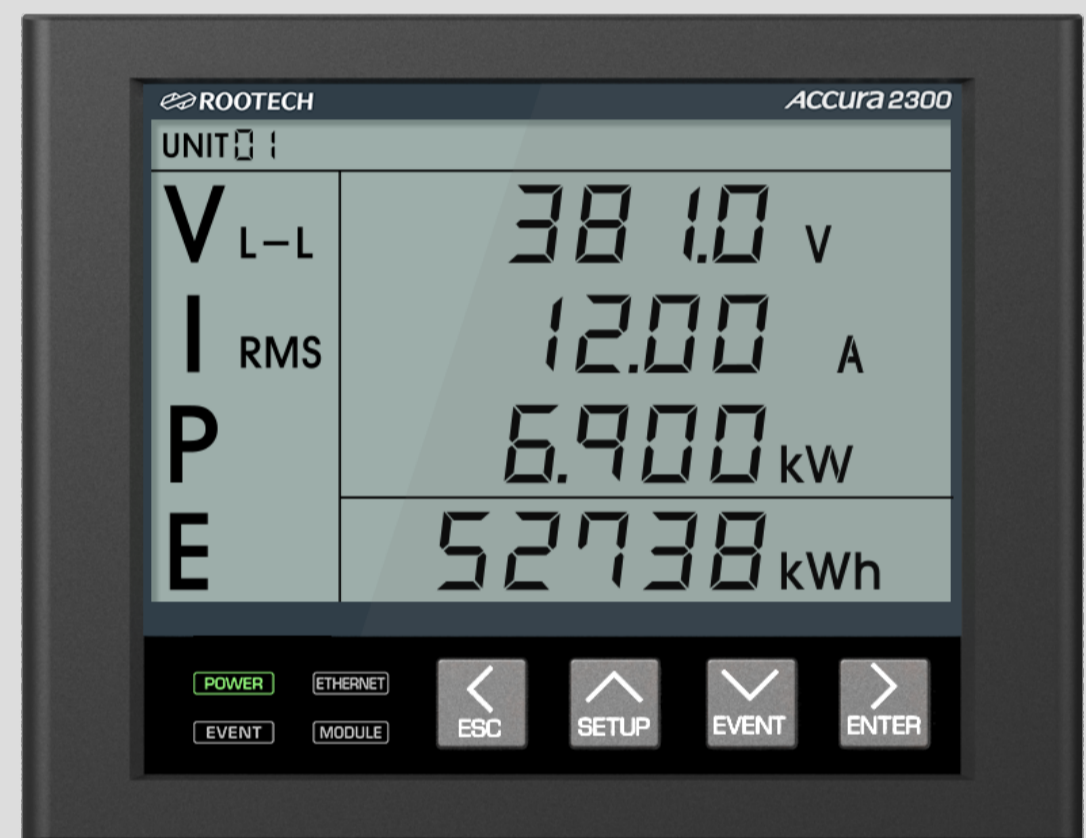 ROOTECH Accura 2300
UNIT01
V L-L 381.0 V
I RMS 12.00 A
P 6.900 kW
E 52738 kWh
POWER ETHERNET
EVENT MODULE
ESC SETUP EVENT ENTER